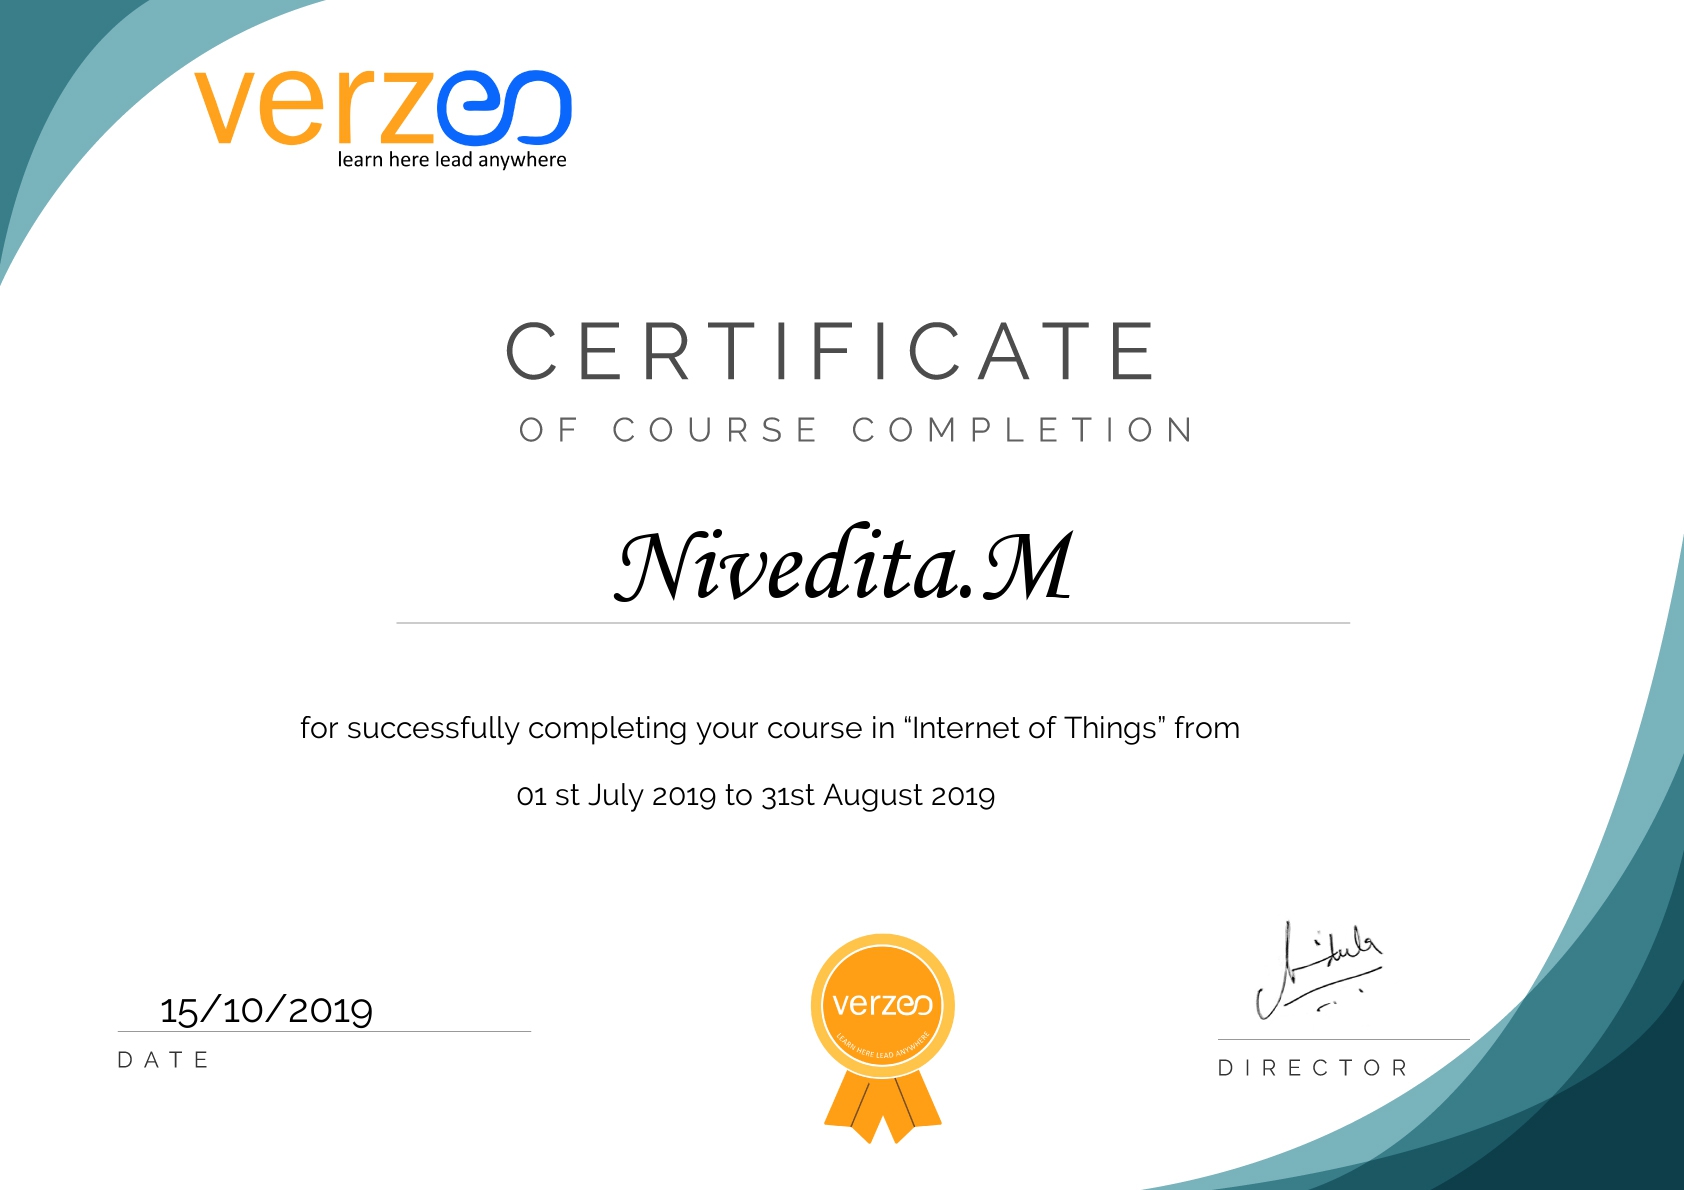 verzeo
learn here lead anywhere
CERTIFICATE
OF COURSE COMPLETION
Nivedita.M
for successfully completing your course in “Internet of Things” from
01 st July 2019 to 31st August 2019
15/10/2019
DATE
verzeo
LEARN HERE LEAD ANYWHERE
DIRECTOR